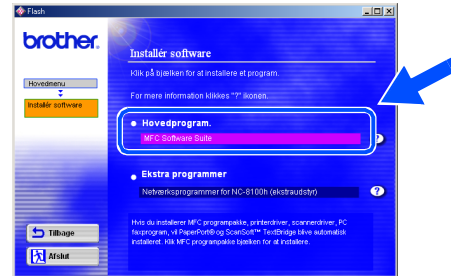 Flash
brother.
Installér software
Klik på bjælken for at installere et program.
For mere information klikkes "?" ikonen.
Hovedmenu
Installér software
Hovedprogram.
MFC Software Suite
?
Ekstra programmer
Netværksprogrammer for NC-8100h (ekstraudstyr)
?
Hvis du installerer MFC programpakke, printerdriver, scannerdriver, PC
faxprogram, vil PaperPort® og ScanSoft™ TextBridge blive automatisk
installeret. Klik MFC programpakke bjælken for at installere.
Tilbage
Afslut